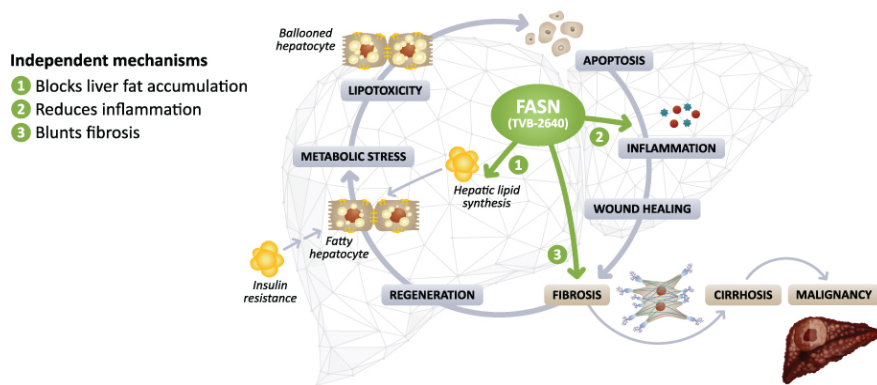 Independent mechanisms
1 Blocks liver fat accumulation
2 Reduces inflammation
3 Blunts fibrosis
Ballooned
hepatocyte
APOPTOSIS
LIPOTOXICITY
FASN
(TVB-2640)
2
INFLAMMATION
METABOLIC STRESS
1
Hepatic lipid
synthesis
WOUND HEALING
Fatty
hepatocyte
3
Insulin
resistance
REGENERATION
FIBROSIS
CIRRHOSIS
MALIGNANCY